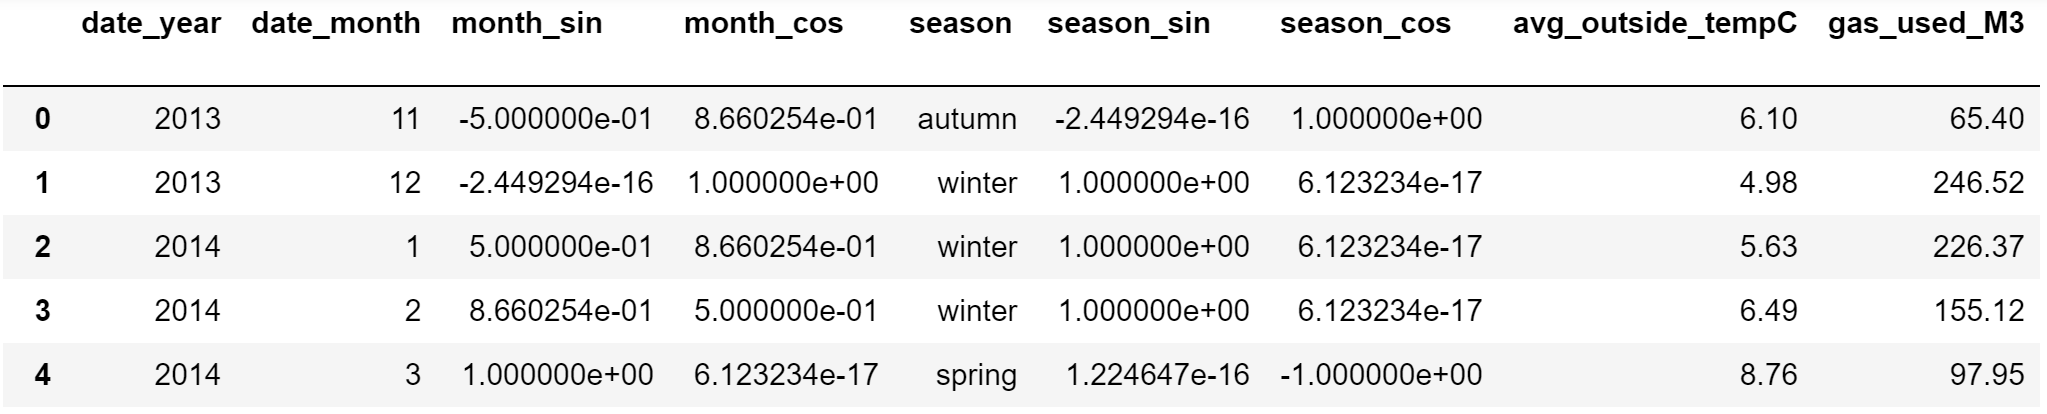 date_year date_month month_sin month_cos season season_sin season_cos avg_outside_tempC gas_used_M3
0 2013 11 -5.000000e-01 8.660254e-01 autumn -2.449294e-16 1.000000e+00 6.10 65.40
1 2013 12 -2.449294e-16 1.000000e+00 winter 1.000000e+00 6.123234e-17 4.98 246.52
2 2014 1 5.000000e-01 8.660254e-01 winter 1.000000e+00 6.123234e-17 5.63 226.37
3 2014 2 8.660254e-01 5.000000e-01 winter 1.000000e+00 6.123234e-17 6.49 155.12
4 2014 3 1.000000e+00 6.123234e-17 spring 1.224647e-16 -1.000000e+00 8.76 97.95